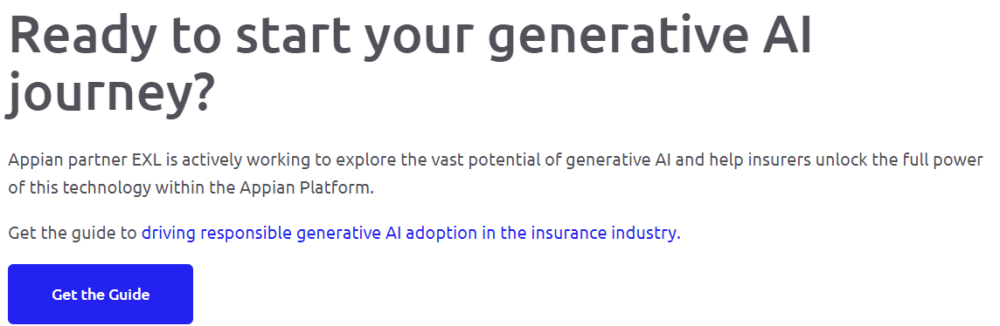 Ready to start your generative AI
journey?
Appian partner EXL is actively working to explore the vast potential of generative AI and help insurers unlock the full power
of this technology within the Appian Platform.
Get the guide to driving responsible generative AI adoption in the insurance industry.
Get the Guide